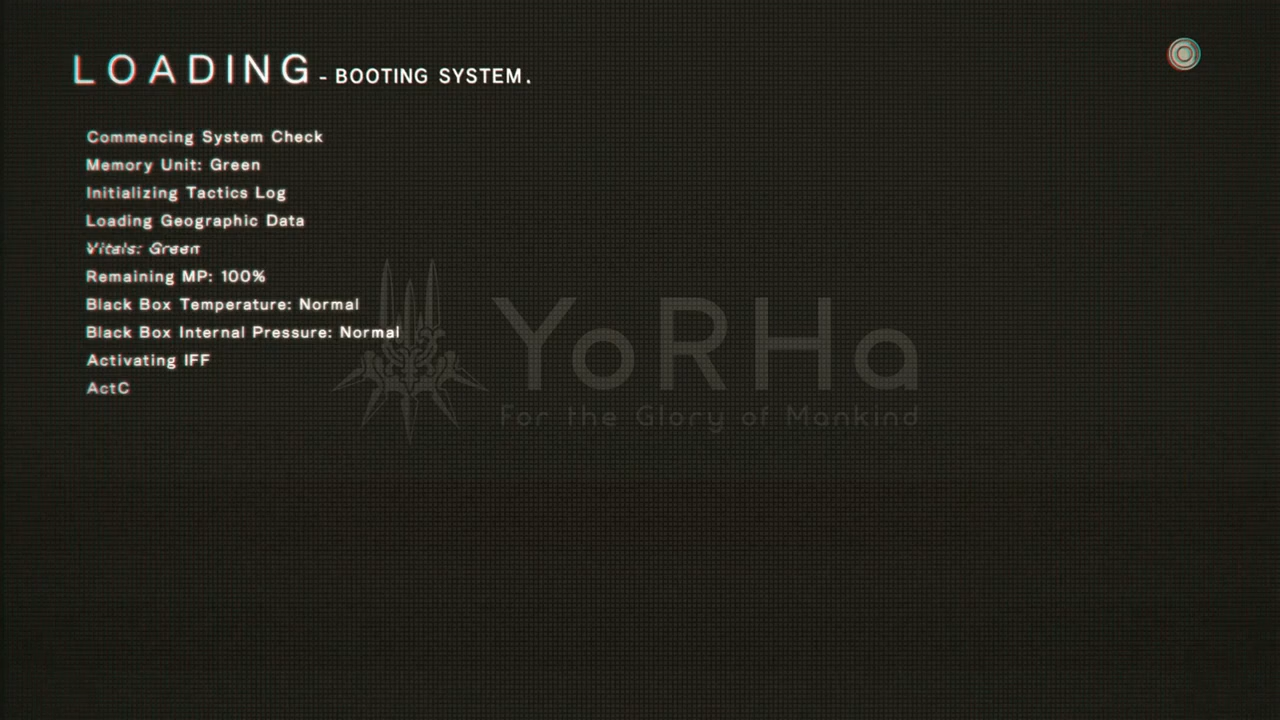 LOADING - BOOTING SYSTEM.
Commencing System Check
Memory Unit: Green
Initializing Tactics Log
Loading Geographic Data
Vitals: Green
Remaining MP: 100%
Black Box Temperature: Normal
Black Box Internal Pressure: Normal
Activating IFF
ActC
YoRHa
For the Glory of Mankind